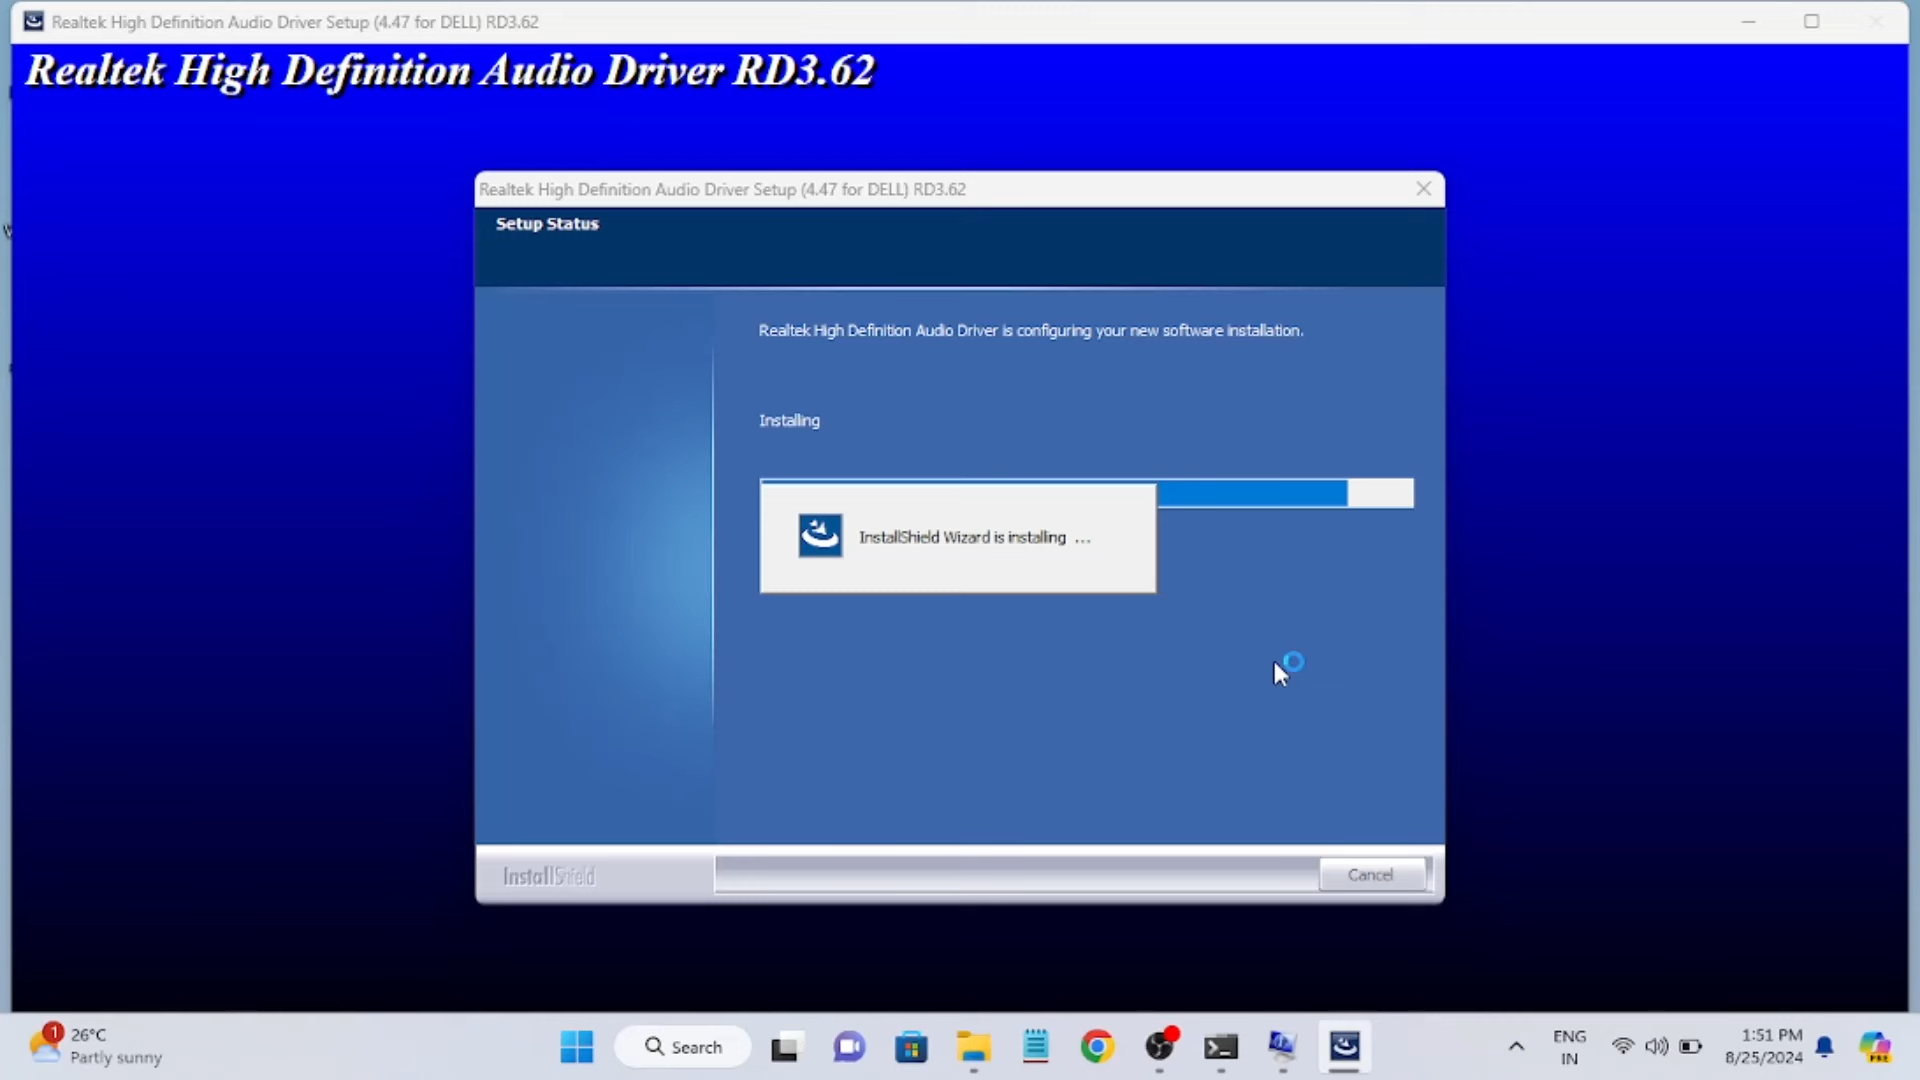 Realtek High Definition Audio Driver Setup (4.47 for DELL) RD3.62
Realtek High Definition Audio Driver RD3.62
Realtek High Definition Audio Driver Setup (4.47 for DELL) RD3.62
Setup Status
Realtek High Definition Audio Driver is configuring your new software installation.
Installing
InstallShield Wizard is installing ...
InstallShield
Cancel
1
26°C
Partly sunny
Search
ENG
IN
1:51 PM
8/25/2024
PRE